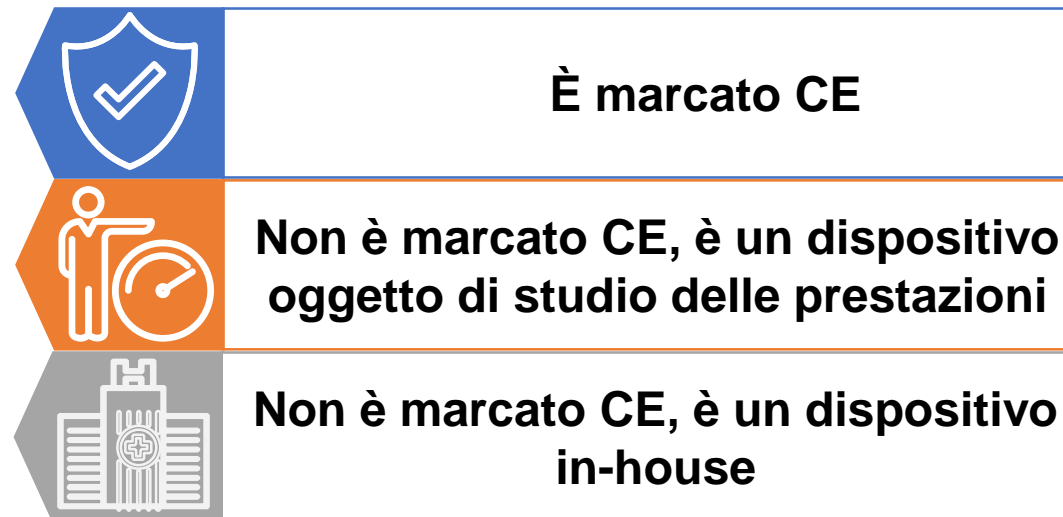 È marcato CE
Non è marcato CE, è un dispositivo
oggetto di studio delle prestazioni
Non è marcato CE, è un dispositivo
in-house